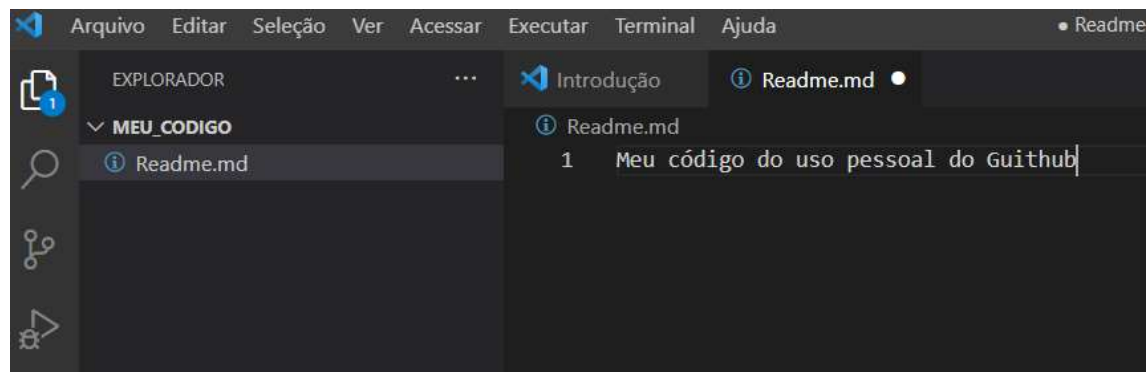 Arquivo Editar Seleção Ver Acessar Executar Terminal Ajuda ● Readme
EXPLORADOR ··· Introdução Readme.md ●
1
MEU_CODIGO Readme.md
Readme.md 1 Meu código do uso pessoal do Guithub